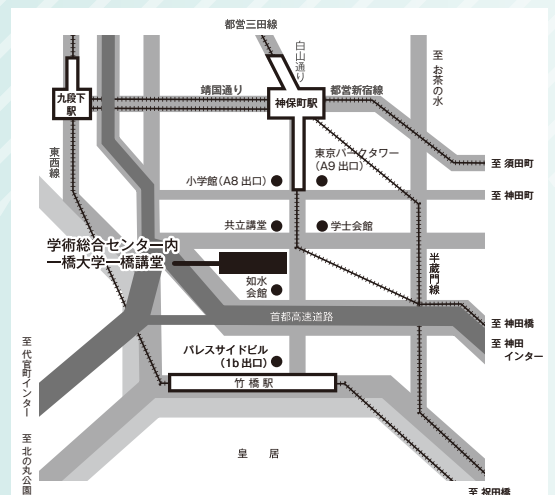 都営三田線
白山通り
至 お茶の水
九段下
駅
靖国通り
神保町駅
都営新宿線
東西線
東京パークタワー
(A9 出口)
至 須田町
小学館(A8 出口)
至 神田町
共立講堂
学士会館
学術総合センター内
一橋大学一橋講堂
半蔵門線
如水
会館
首都高速道路
至 神田橋
至 神田
インター
至 代官町インター
パレスサイドビル
(1b 出口)
竹 橋 駅
至 北の丸公園
皇 居
至 祝田橋